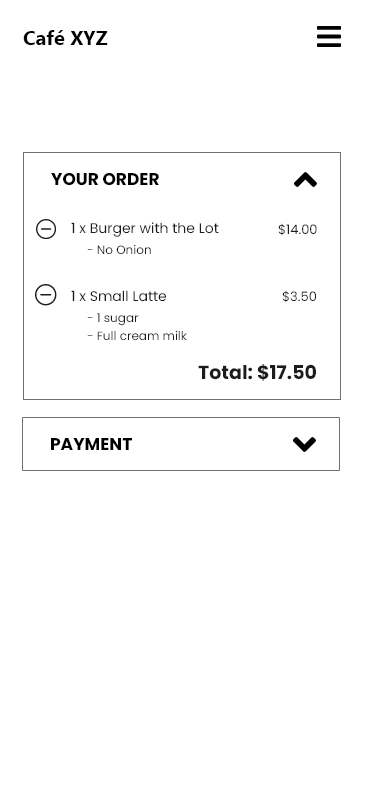 Café XYZ
YOUR ORDER
1 x Burger with the Lot $14.00
- No Onion
1 x Small Latte $3.50
- 1 sugar
- Full cream milk
Total: $17.50
PAYMENT